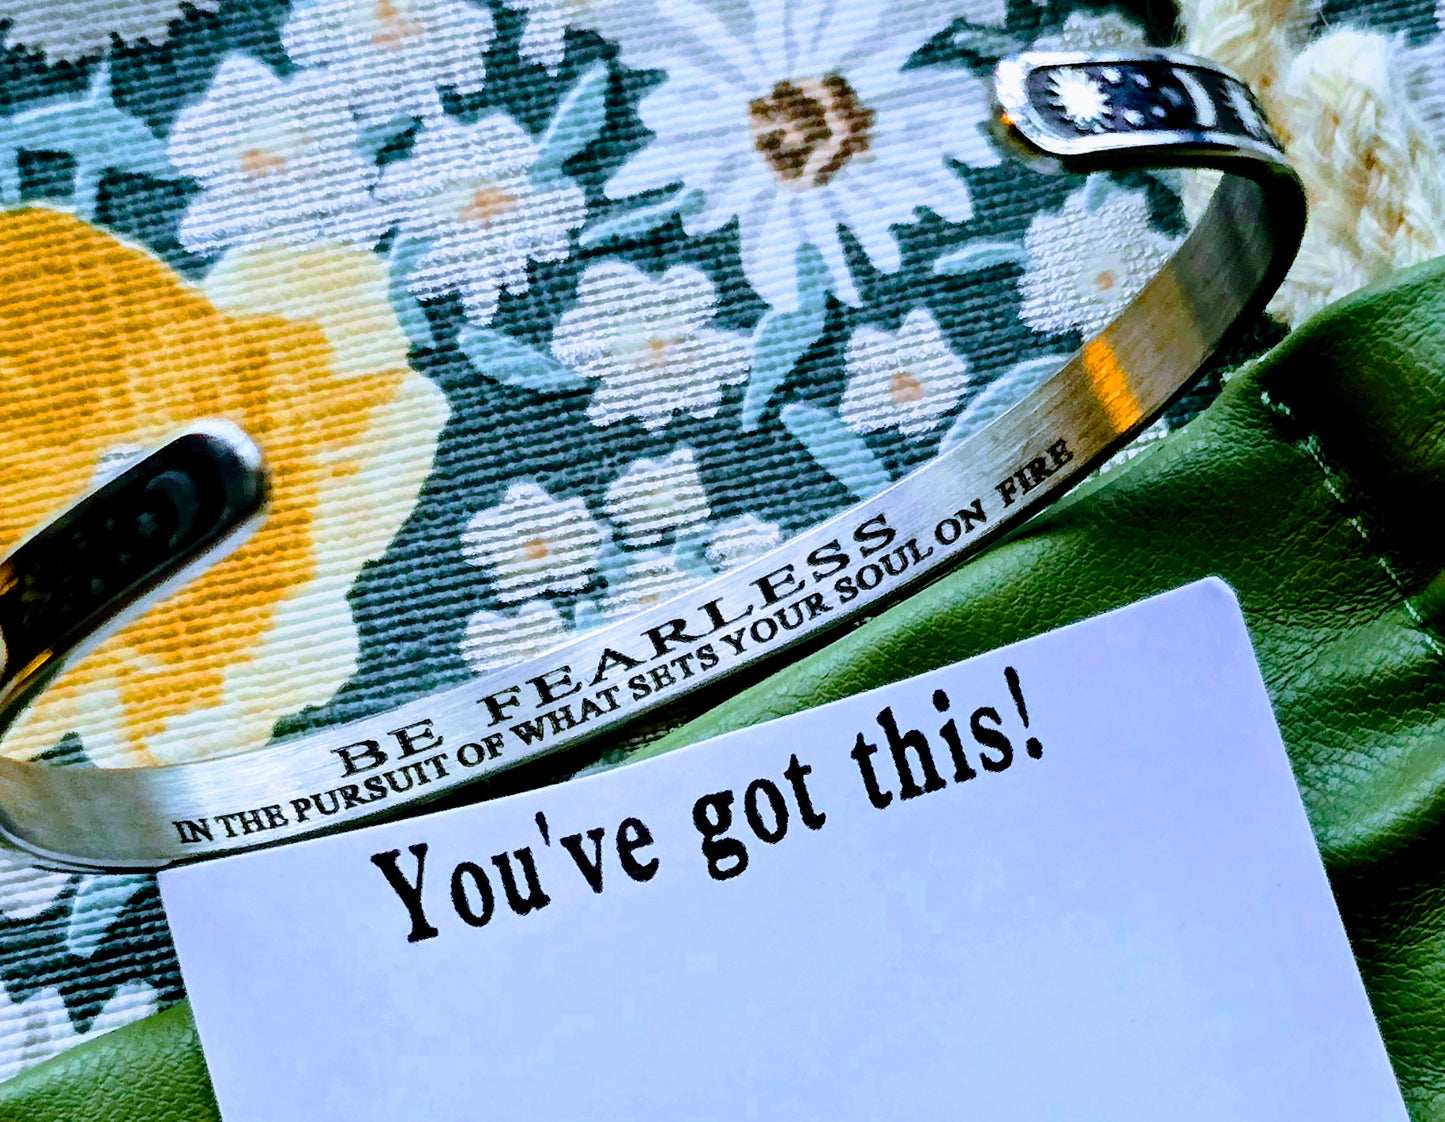 BE FEARLESS
IN THE PURSUIT OF WHAT SETS YOUR SOUL ON FIRE
You've got this!